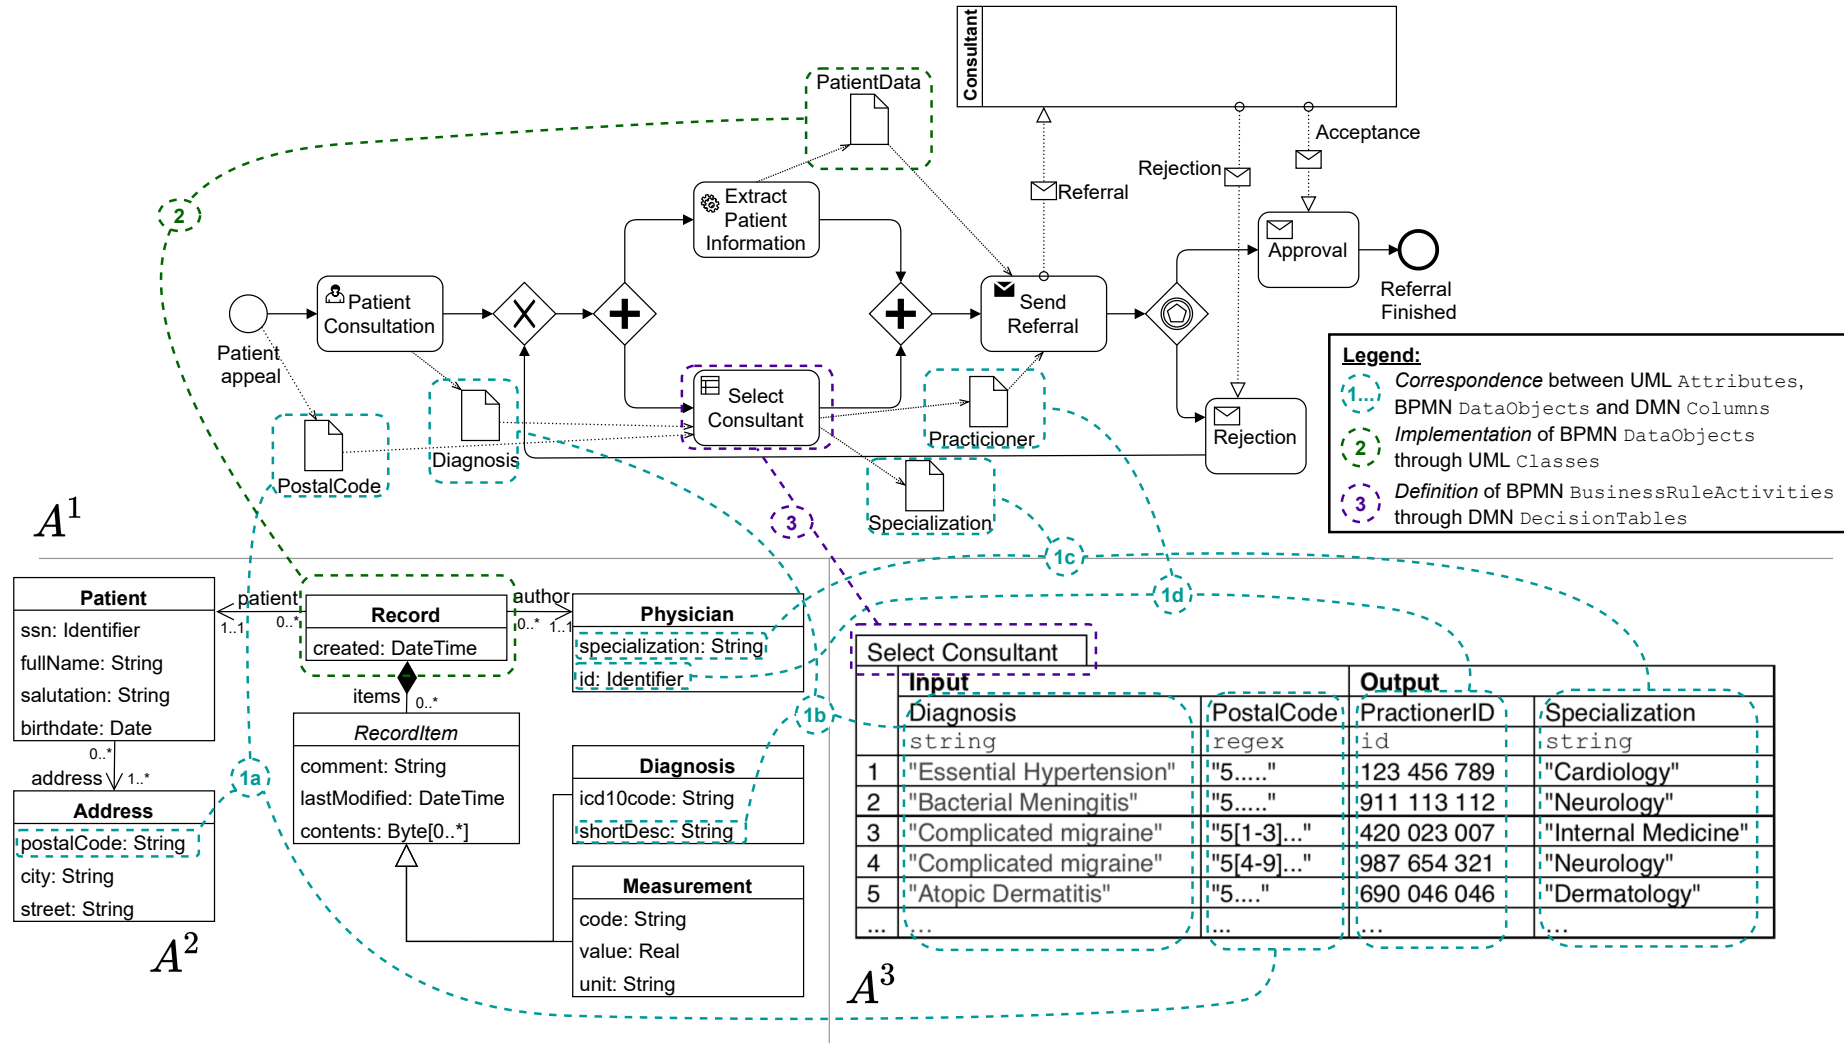 Consultant
PatientData
Acceptance
Rejection
Referral
Extract
Patient
Information
2
Approval
Patient
Consultation
Send
Referral
Referral
Finished
Patient
appeal
Select
Consultant
Practicioner
Rejection
Diagnosis
PostalCode
Specialization
3
Legend:
1... Correspondence between UML Attributes,
BPMN DataObjects and DMN Columns
2 Implementation of BPMN DataObjects
through UML Classes
3 Definition of BPMN BusinessRuleActivities
through DMN DecisionTables
A1
1c
1d
1b
1a
Patient
ssn: Identifier
fullName: String
salutation: String
birthdate: Date
patient
1..1
0..*
Record
created: DateTime
author
0..*
1..1
Physician
specialization: String
id: Identifier
items
0..*
RecordItem
comment: String
lastModified: DateTime
contents: Byte[0..*]
0..*
address
1..*
Address
postalCode: String
city: String
street: String
Diagnosis
icd10code: String
shortDesc: String
Measurement
code: String
value: Real
unit: String
A2
Select Consultant
Input Output
Diagnosis PostalCode PractionerID Specialization
string regex id string
1 "Essential Hypertension" "5....." 123 456 789 "Cardiology"
2 "Bacterial Meningitis" "5....." 911 113 112 "Neurology"
3 "Complicated migraine" "5[1-3]..." 420 023 007 "Internal Medicine"
4 "Complicated migraine" "5[4-9]..." 987 654 321 "Neurology"
5 "Atopic Dermatitis" "5...." 690 046 046 "Dermatology"
... ... ... ... ...
A3